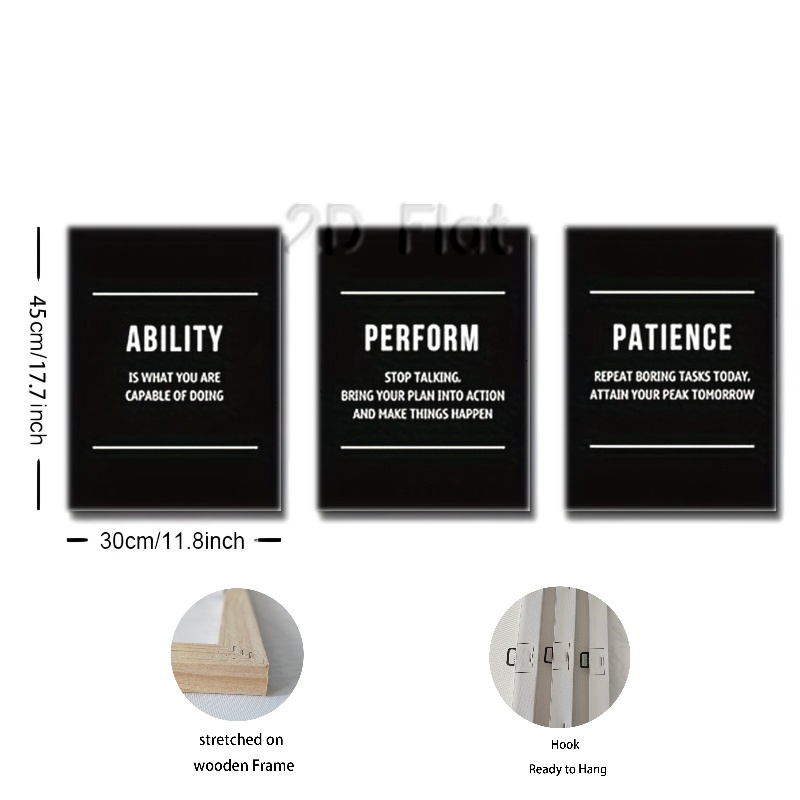 2D Flat
ABILITY
IS WHAT YOU ARE
CAPABLE OF DOING
PERFORM
STOP TALKING.
BRING YOUR PLAN INTO ACTION
AND MAKE THINGS HAPPEN
PATIENCE
REPEAT BORING TASKS TODAY.
ATTAIN YOUR PEAK TOMORROW
45cm/17.7inch
30cm/11.8inch
stretched on
wooden Frame
Hook
Ready to Hang